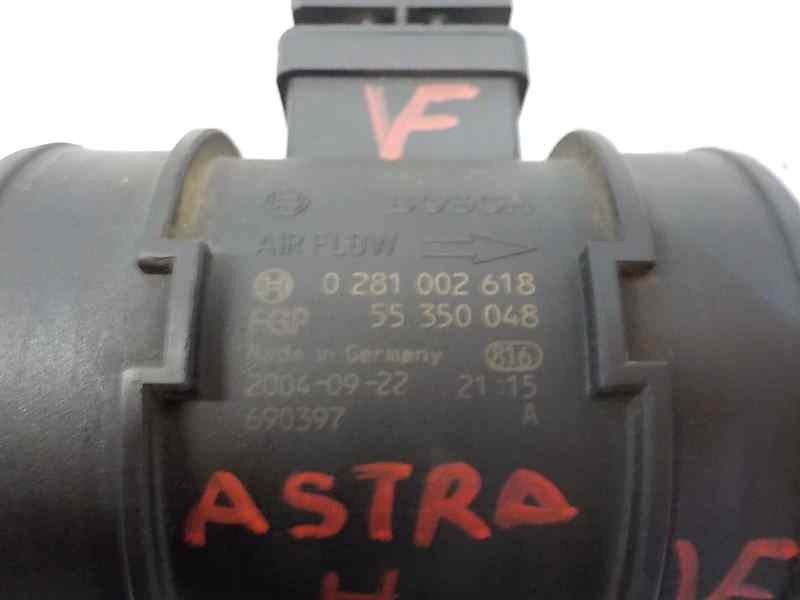 VF
BOSCH
AIR FLOW
0 281 002 618
FGP 55 350 048
Made in Germany 816
2004-09-22 21:15
690397 A
ASTRA
H
VF